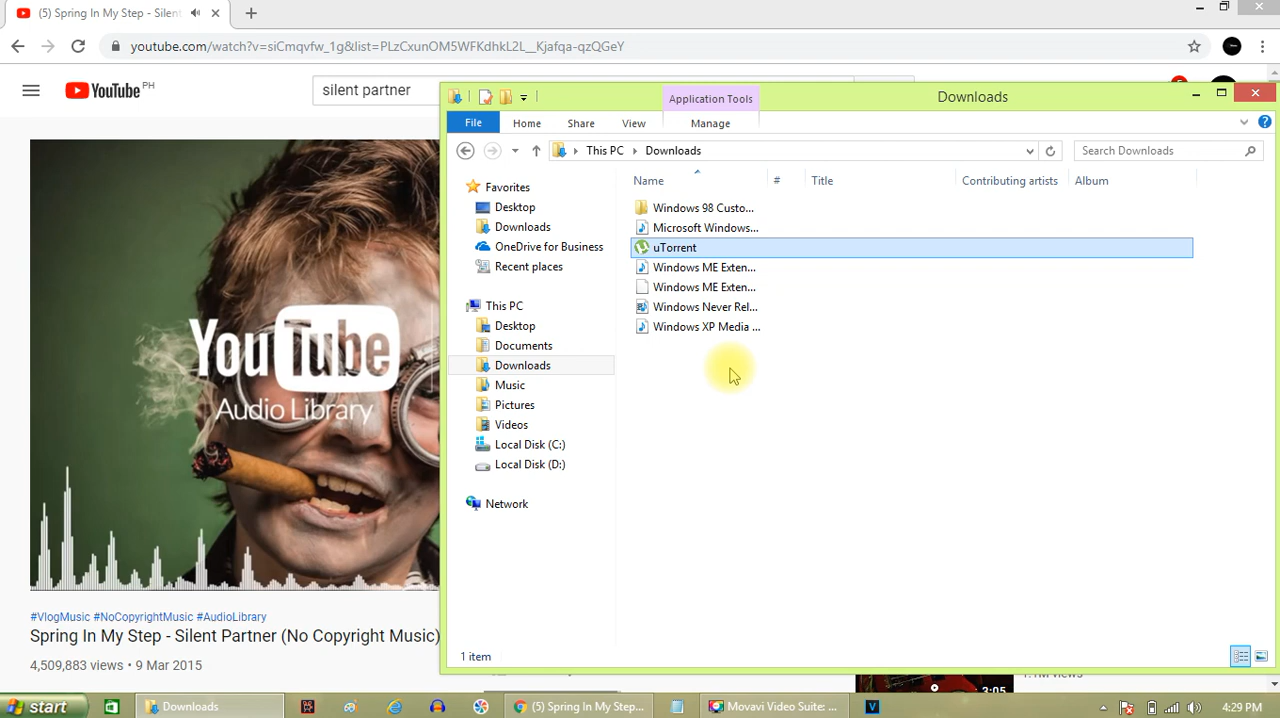 (5) Spring In My Step - Silent
youtube.com/watch?v=siCmqvfw_1g&list=PLzCxunOM5WFKdhkL2L__Kjafqa-qzQGeY
YouTube PH
silent partner
YouTube
Audio Library
#VlogMusic #NoCopyrightMusic #AudioLibrary
Spring In My Step - Silent Partner (No Copyright Music)
4,509,883 views • 9 Mar 2015
Application Tools
Downloads
File
Home
Share
View
Manage
This PC
Downloads
Search Downloads
Favorites
Desktop
Downloads
OneDrive for Business
Recent places
This PC
Desktop
Documents
Downloads
Music
Pictures
Videos
Local Disk (C:)
Local Disk (D:)
Network
Name
#
Title
Contributing artists
Album
Windows 98 Custo...
Microsoft Windows...
uTorrent
Windows ME Exten...
Windows ME Exten...
Windows Never Rel...
Windows XP Media ...
1 item
3:05
start
Downloads
(5) Spring In My Step...
Movavi Video Suite: ...
4:29 PM